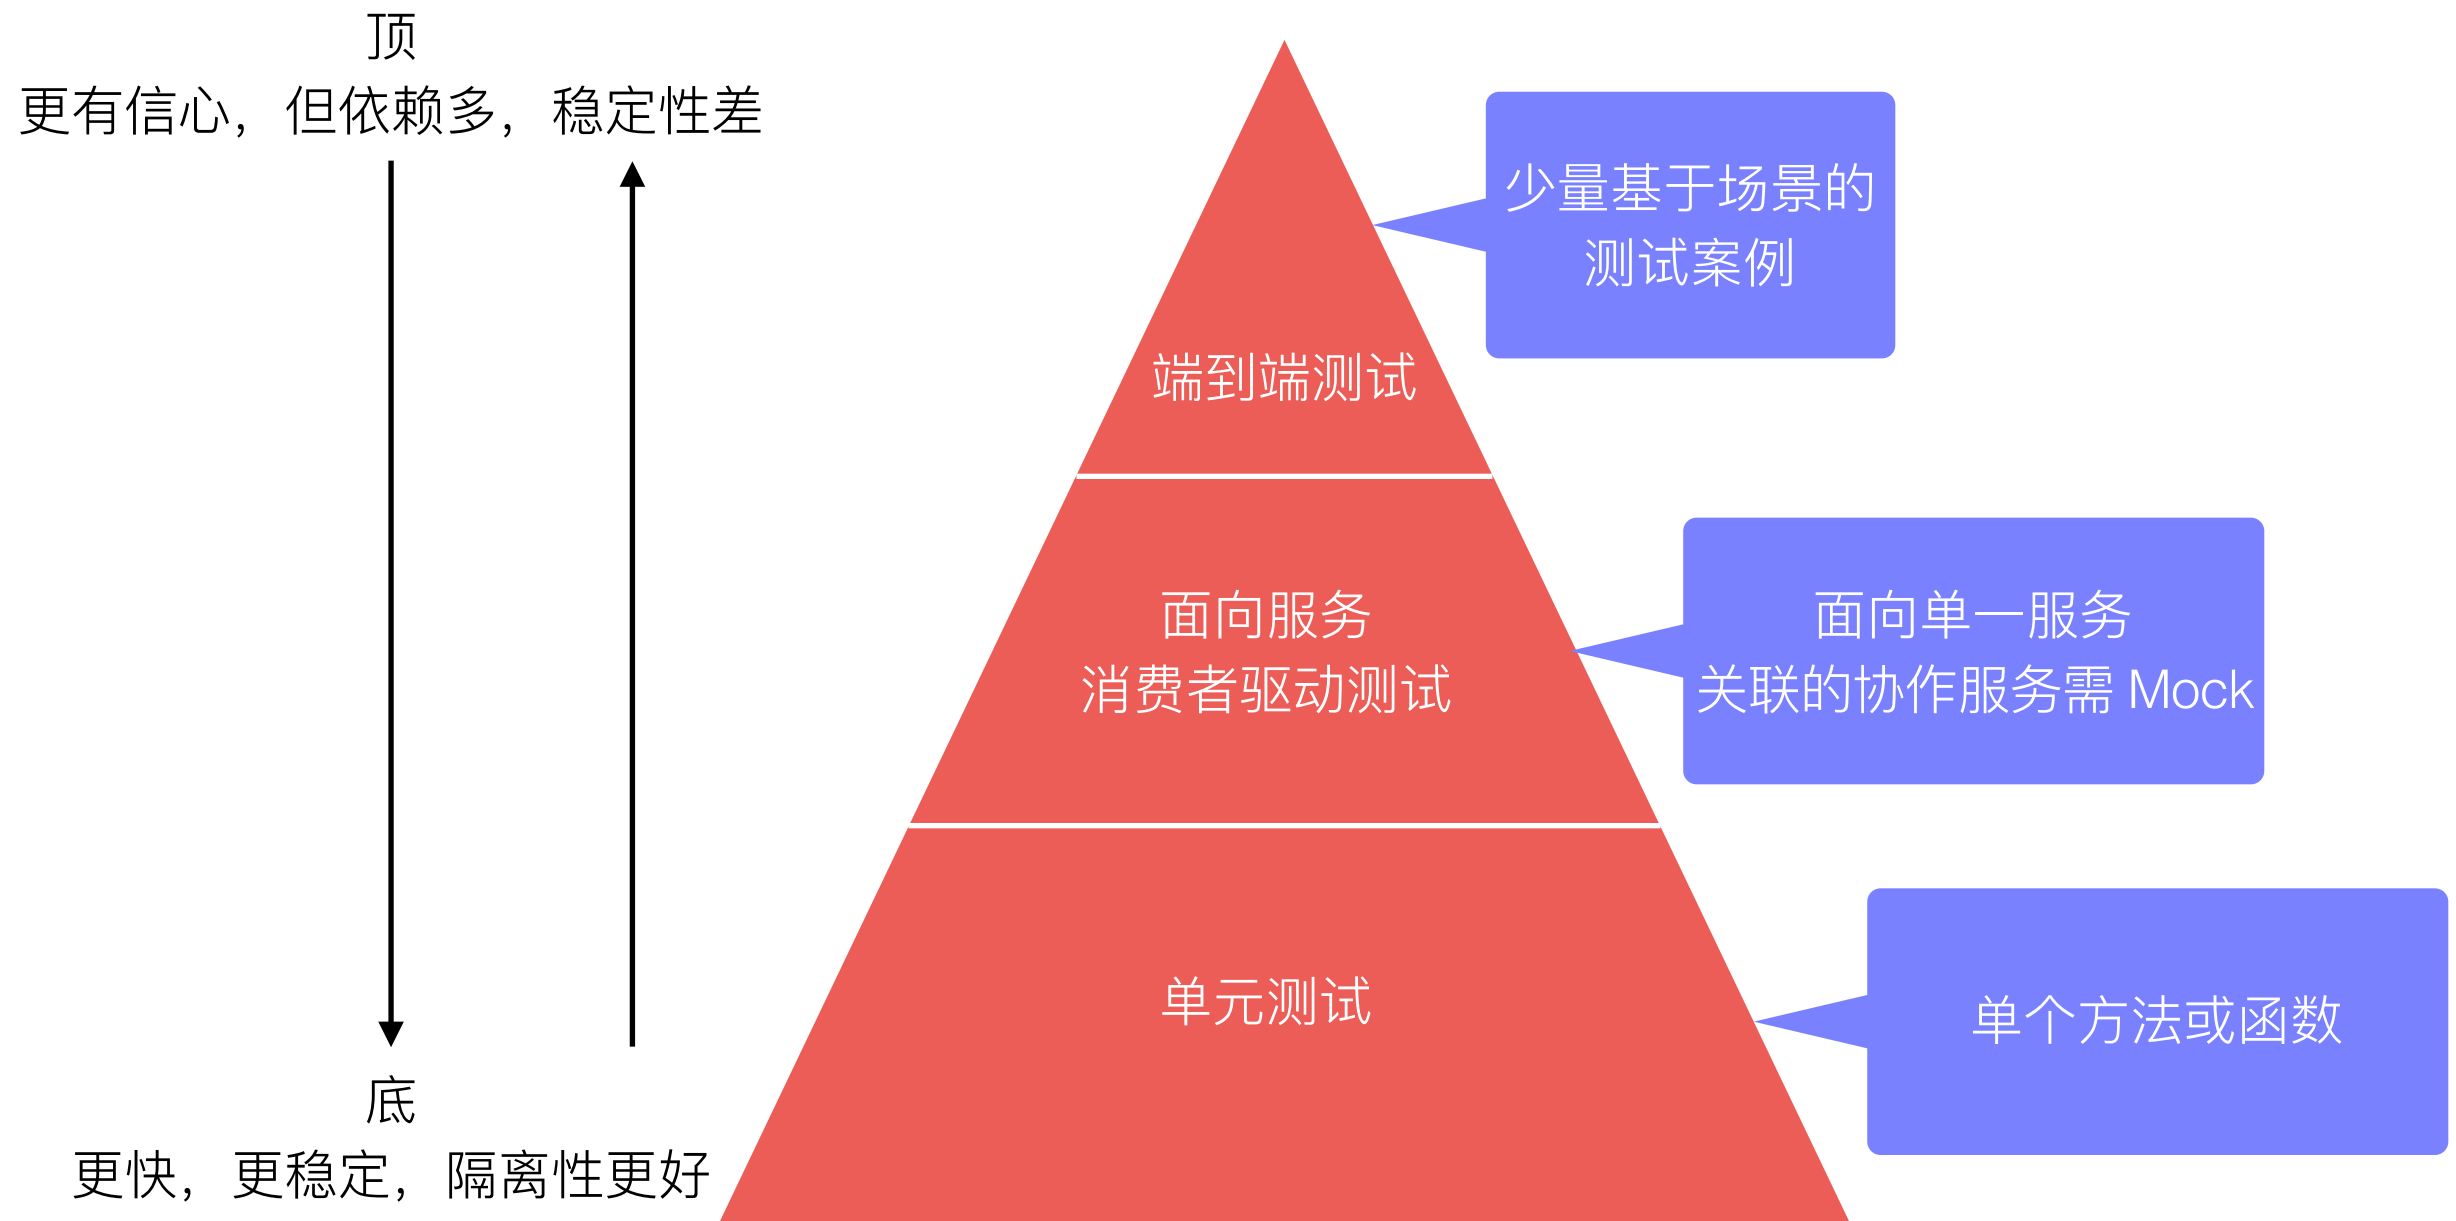 顶
更有信心，但依赖多，稳定性差
少量基于场景的
测试案例
端到端测试
面向服务
消费者驱动测试
面向单一服务
关联的协作服务需 Mock
单元测试
单个方法或函数
底
更快，更稳定，隔离性更好